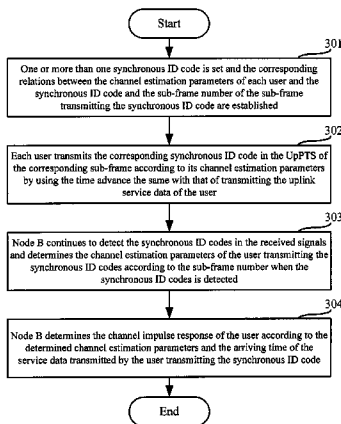 Start
301
One or more than one synchronous ID code is set and the corresponding
relations between the channel estimation parameters of each user and
the synchronous ID code and the sub-frame number of the sub-frame
transmitting the synchronous ID code are established
302
Each user transmits the corresponding synchronous ID code in the UpPTS of
the corresponding sub-frame according to its channel estimation parameters
by using the time advance the same with that of transmitting the uplink
service data of the user
303
Node B continues to detect the synchronous ID codes in the received signals
and determines the channel estimation parameters of the user transmitting the
synchronous ID codes according to the sub-frame number when the
synchronous ID codes is detected
304
Node B determines the channel impulse response of the user according to the
determined channel estimation parameters and the arriving time of the
service data transmitted by the user transmitting the synchronous ID code
End